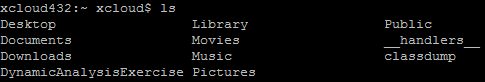 xcloud432:~ xcloud$ ls
Desktop Library Public
Documents Movies __handlers__
Downloads Music classdump
DynamicAnalysisExercise Pictures